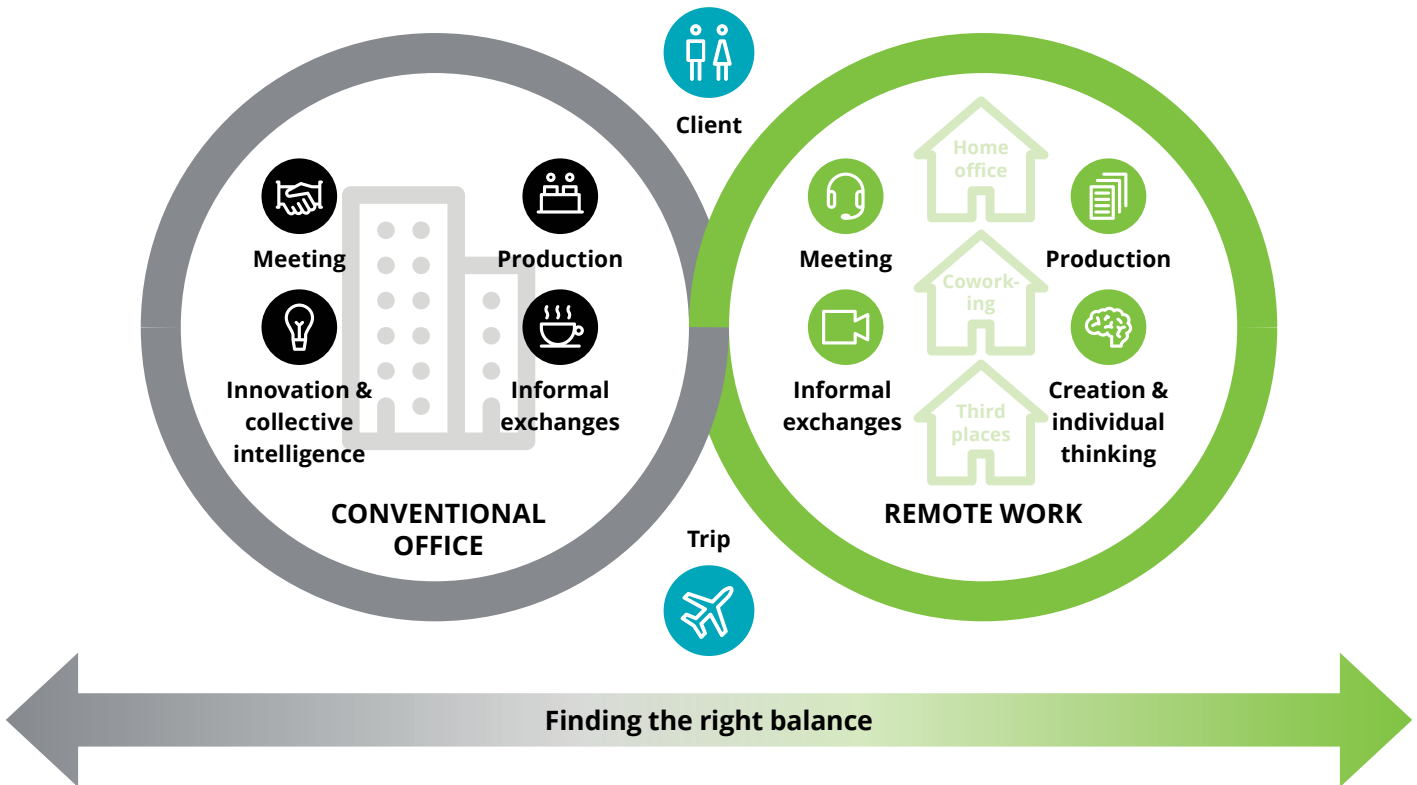 Client
Meeting
Production
Innovation &
collective
intelligence
Informal
exchanges
CONVENTIONAL
OFFICE
Home
office
Meeting
Production
Cowork-
ing
Informal
exchanges
Creation &
individual
thinking
Third
places
REMOTE WORK
Trip
Finding the right balance